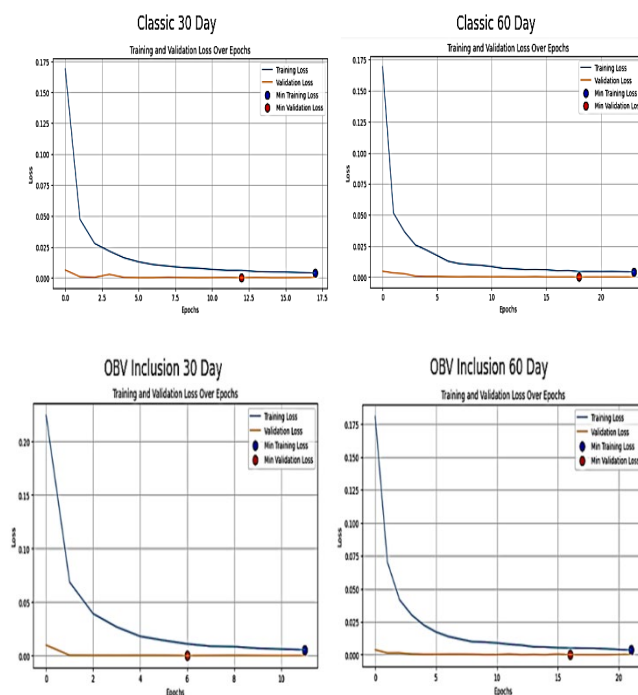 Classic 30 Day
Training and Validation Loss Over Epochs
Training Loss
Validation Loss
Min Training Loss
Min Validation Loss
0.175
0.150
0.125
0.100
0.075
0.050
0.025
0.000
Loss
0.0 2.5 5.0 7.5 10.0 12.5 15.0 17.5
Epochs
Classic 60 Day
Training and Validation Loss Over Epochs
Training Loss
Validation Loss
Min Training Loss
Min Validation Loss
0.175
0.150
0.125
0.100
0.075
0.050
0.025
0.000
Loss
0 5 10 15 20
Epochs
OBV Inclusion 30 Day
Training and Validation Loss Over Epochs
Training Loss
Validation Loss
Min Training Loss
Min Validation Loss
0.20
0.15
0.10
0.05
0.00
Loss
0 2 4 6 8 10
Epochs
OBV Inclusion 60 Day
Training and Validation Loss Over Epochs
Training Loss
Validation Loss
Min Training Loss
Min Validation Loss
0.175
0.150
0.125
0.100
0.075
0.050
0.025
0.000
Loss
0 5 10 15 20
Epochs